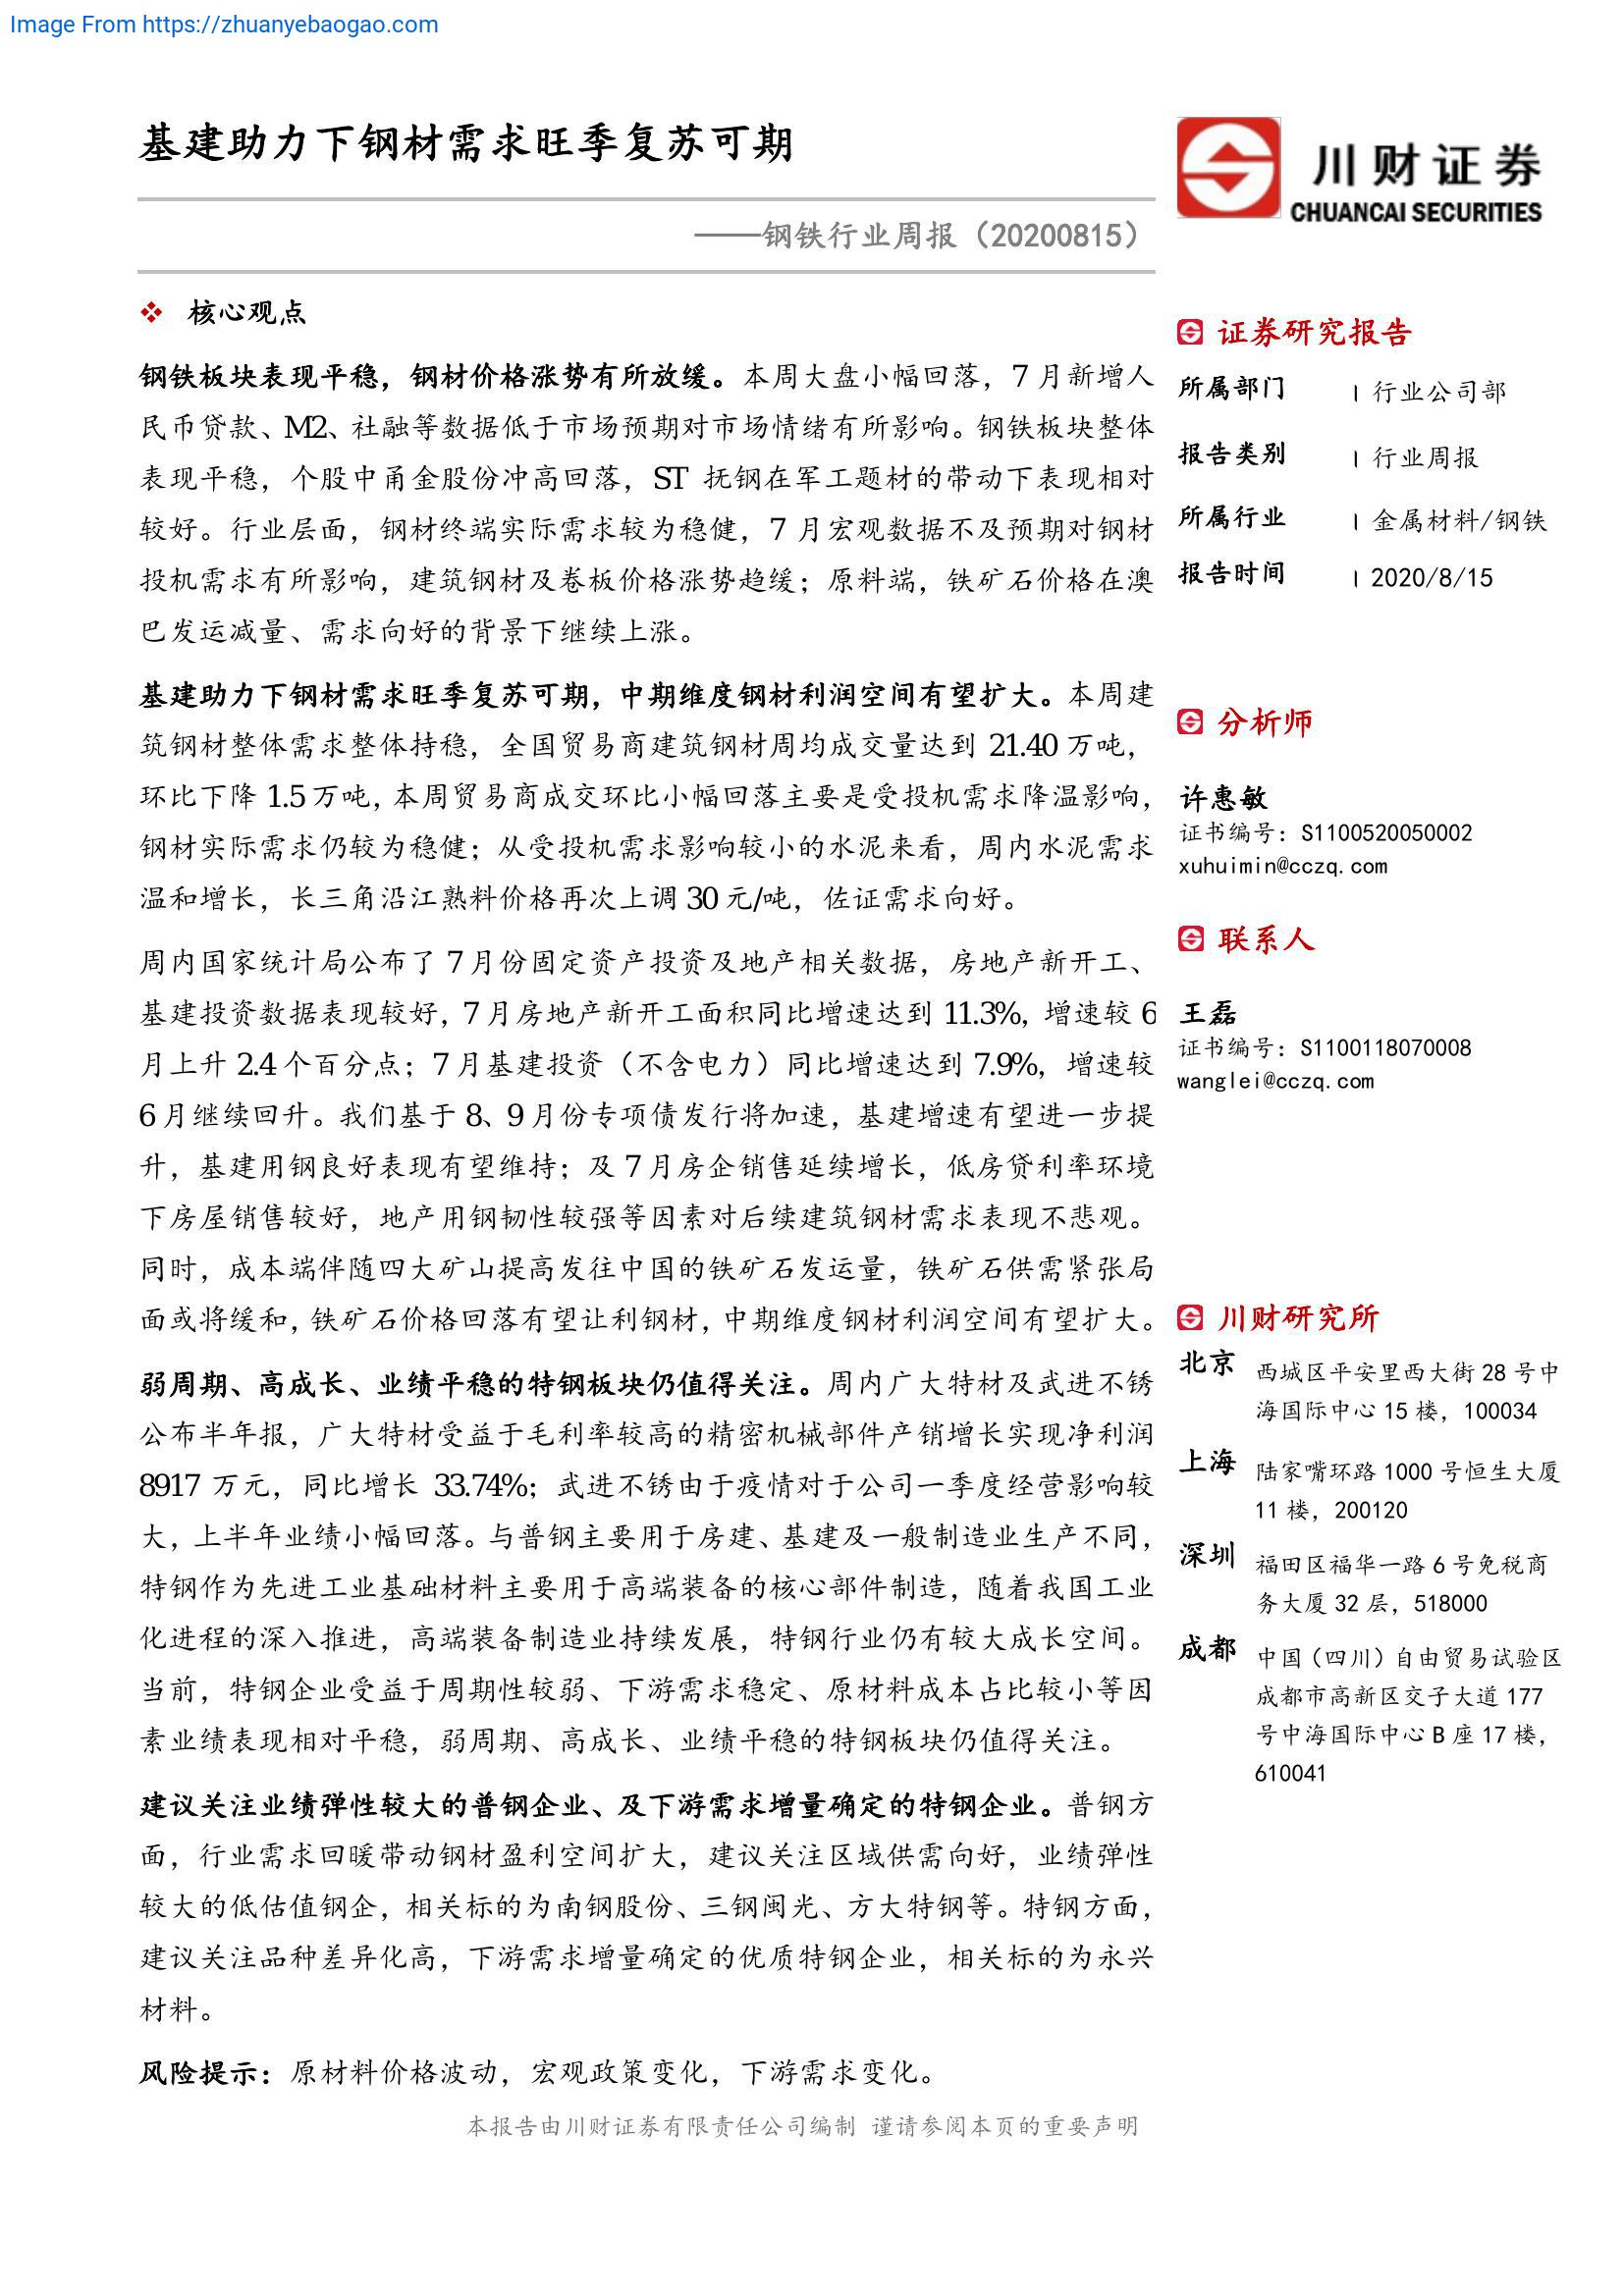 Image From https://zhuanyebaogao.com
基建助力下钢材需求旺季复苏可期
——钢铁行业周报（20200815）
核心观点
钢铁板块表现平稳，钢材价格涨势有所放缓。本周大盘小幅回落，7 月新增人
民币贷款、M2、社融等数据低于市场预期对市场情绪有所影响。钢铁板块整体
表现平稳，个股中甬金股份冲高回落，ST 抚钢在军工题材的带动下表现相对
较好。行业层面，钢材终端实际需求较为稳健，7 月宏观数据不及预期对钢材
投机需求有所影响，建筑钢材及卷板价格涨势趋缓；原料端，铁矿石价格在澳
巴发运减量、需求向好的背景下继续上涨。
基建助力下钢材需求旺季复苏可期，中期维度钢材利润空间有望扩大。本周建
筑钢材整体需求整体持稳，全国贸易商建筑钢材周均成交量达到 21.40 万吨，
环比下降 1.5 万吨，本周贸易商成交环比小幅回落主要是受投机需求降温影响，
钢材实际需求仍较为稳健；从受投机需求影响较小的水泥来看，周内水泥需求
温和增长，长三角沿江熟料价格再次上调 30 元/吨，佐证需求向好。
周内国家统计局公布了 7 月份固定资产投资及地产相关数据，房地产新开工、
基建投资数据表现较好，7 月房地产新开工面积同比增速达到 11.3%，增速较 6
月上升 2.4 个百分点；7 月基建投资（不含电力）同比增速达到 7.9%，增速较
6 月继续回升。我们基于 8、9 月份专项债发行将加速，基建增速有望进一步提
升，基建用钢良好表现有望维持；及 7 月房企销售延续增长，低房贷利率环境
下房屋销售较好，地产用钢韧性较强等因素对后续建筑钢材需求表现不悲观。
同时，成本端伴随四大矿山提高发往中国的铁矿石发运量，铁矿石供需紧张局
面或将缓和，铁矿石价格回落有望让利钢材，中期维度钢材利润空间有望扩大。
弱周期、高成长、业绩平稳的特钢板块仍值得关注。周内广大特材及武进不锈
公布半年报，广大特材受益于毛利率较高的精密机械部件产销增长实现净利润
8917 万元，同比增长 33.74%；武进不锈由于疫情对于公司一季度经营影响较
大，上半年业绩小幅回落。与普钢主要用于房建、基建及一般制造业生产不同，
特钢作为先进工业基础材料主要用于高端装备的核心部件制造，随着我国工业
化进程的深入推进，高端装备制造业持续发展，特钢行业仍有较大成长空间。
当前，特钢企业受益于周期性较弱、下游需求稳定、原材料成本占比较小等因
素业绩表现相对平稳，弱周期、高成长、业绩平稳的特钢板块仍值得关注。
建议关注业绩弹性较大的普钢企业、及下游需求增量确定的特钢企业。普钢方
面，行业需求回暖带动钢材盈利空间扩大，建议关注区域供需向好，业绩弹性
较大的低估值钢企，相关标的为南钢股份、三钢闽光、方大特钢等。特钢方面，
建议关注品种差异化高，下游需求增量确定的优质特钢企业，相关标的为永兴
材料。
风险提示：原材料价格波动，宏观政策变化，下游需求变化。
川财证券
CHUANCAI SECURITIES
证券研究报告
所属部门 | 行业公司部
报告类别 | 行业周报
所属行业 | 金属材料/钢铁
报告时间 | 2020/8/15
分析师
许惠敏
证书编号：S1100520050002
xuhuimin@cczq.com
联系人
王磊
证书编号：S1100118070008
wanglei@cczq.com
川财研究所
北京 西城区平安里西大街 28 号中
海国际中心 15 楼，100034
上海 陆家嘴环路 1000 号恒生大厦
11 楼，200120
深圳 福田区福华一路 6 号免税商
务大厦 32 层，518000
成都 中国（四川）自由贸易试验区
成都市高新区交子大道 177
号中海国际中心 B 座 17 楼，
610041
本报告由川财证券有限责任公司编制 谨请参阅本页的重要声明